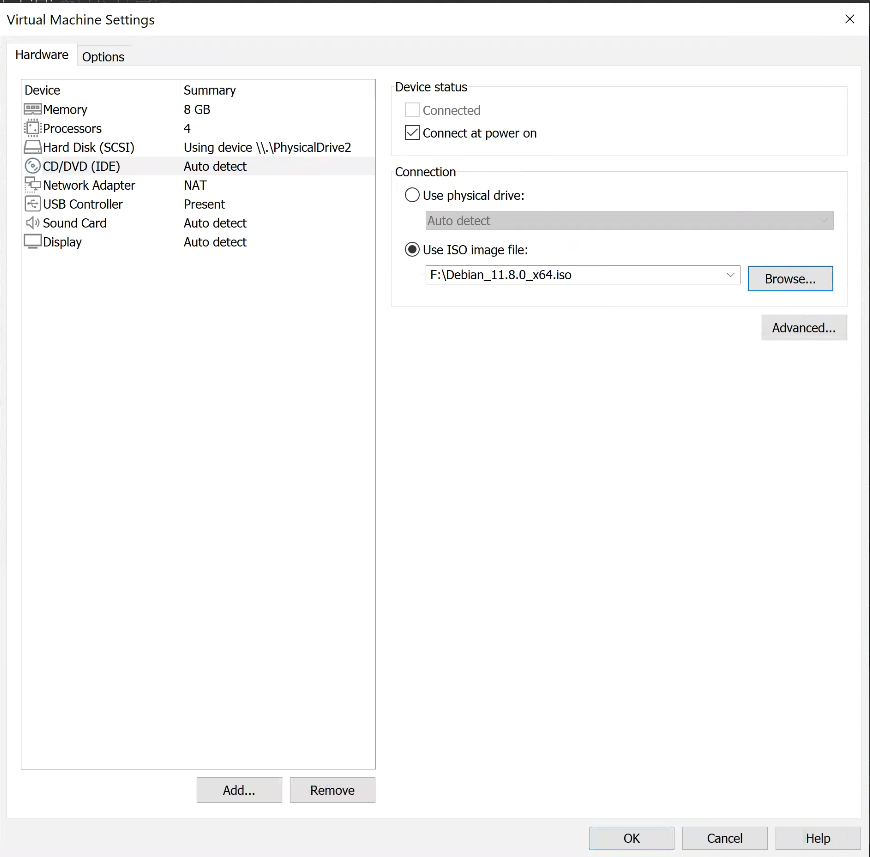 Virtual Machine Settings
Hardware Options
Device Summary
Memory 8 GB
Processors 4
Hard Disk (SCSI) Using device \\.\PhysicalDrive2
CD/DVD (IDE) Auto detect
Network Adapter NAT
USB Controller Present
Sound Card Auto detect
Display Auto detect
Add... Remove
Device status
Connected
Connect at power on
Connection
Use physical drive:
Auto detect
Use ISO image file:
F:\Debian_11.8.0_x64.iso Browse...
Advanced...
OK Cancel Help